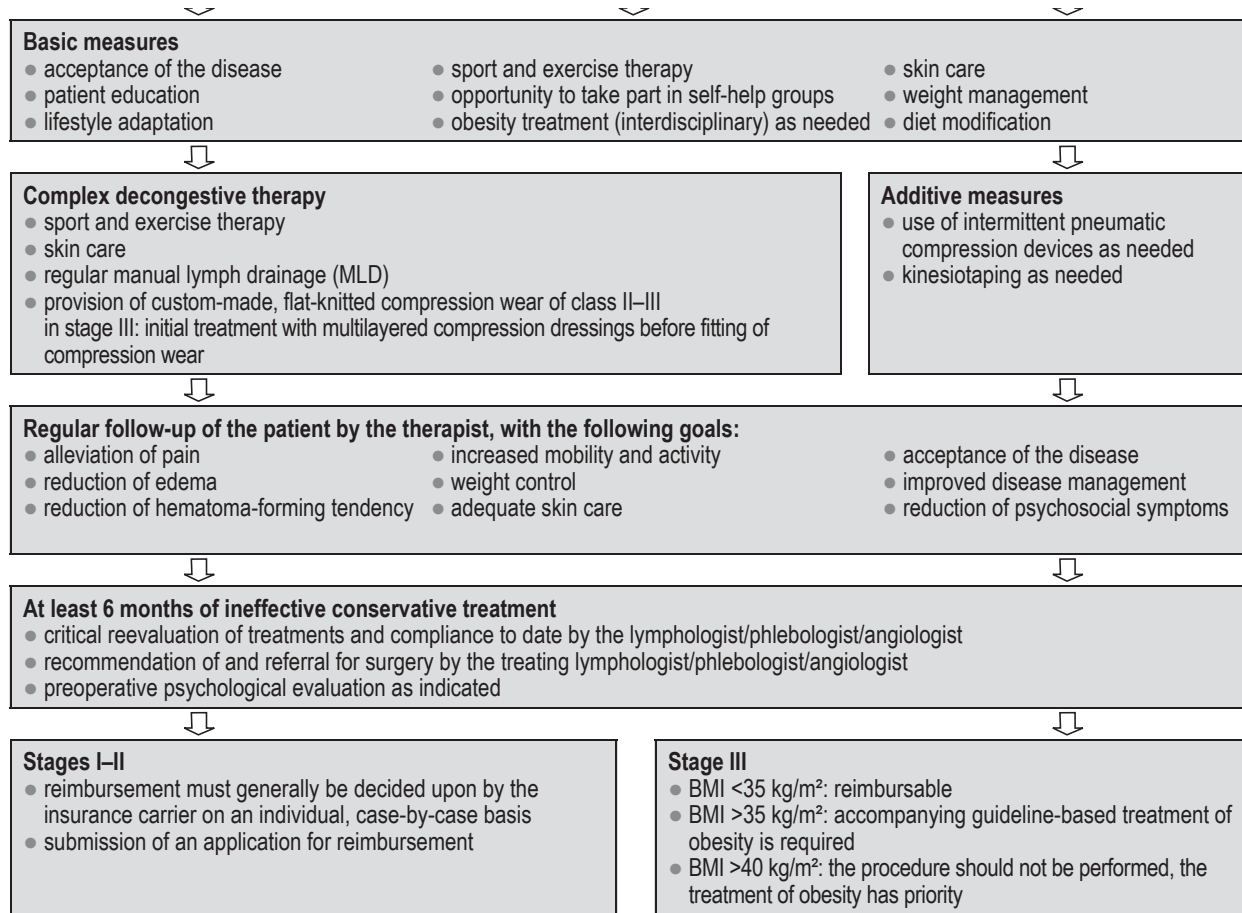 Basic measures
● acceptance of the disease
● patient education
● lifestyle adaptation
● sport and exercise therapy
● opportunity to take part in self-help groups
● obesity treatment (interdisciplinary) as needed
● skin care
● weight management
● diet modification
Complex decongestive therapy
● sport and exercise therapy
● skin care
● regular manual lymph drainage (MLD)
● provision of custom-made, flat-knitted compression wear of class II–III
in stage III: initial treatment with multilayered compression dressings before fitting of
compression wear
Additive measures
● use of intermittent pneumatic
compression devices as needed
● kinesiotaping as needed
Regular follow-up of the patient by the therapist, with the following goals:
● alleviation of pain
● reduction of edema
● reduction of hematoma-forming tendency
● increased mobility and activity
● weight control
● adequate skin care
● acceptance of the disease
● improved disease management
● reduction of psychosocial symptoms
At least 6 months of ineffective conservative treatment
● critical reevaluation of treatments and compliance to date by the lymphologist/phlebologist/angiologist
● recommendation of and referral for surgery by the treating lymphologist/phlebologist/angiologist
● preoperative psychological evaluation as indicated
Stages I–II
● reimbursement must generally be decided upon by the
insurance carrier on an individual, case-by-case basis
● submission of an application for reimbursement
Stage III
● BMI <35 kg/m²: reimbursable
● BMI >35 kg/m²: accompanying guideline-based treatment of
obesity is required
● BMI >40 kg/m²: the procedure should not be performed, the
treatment of obesity has priority